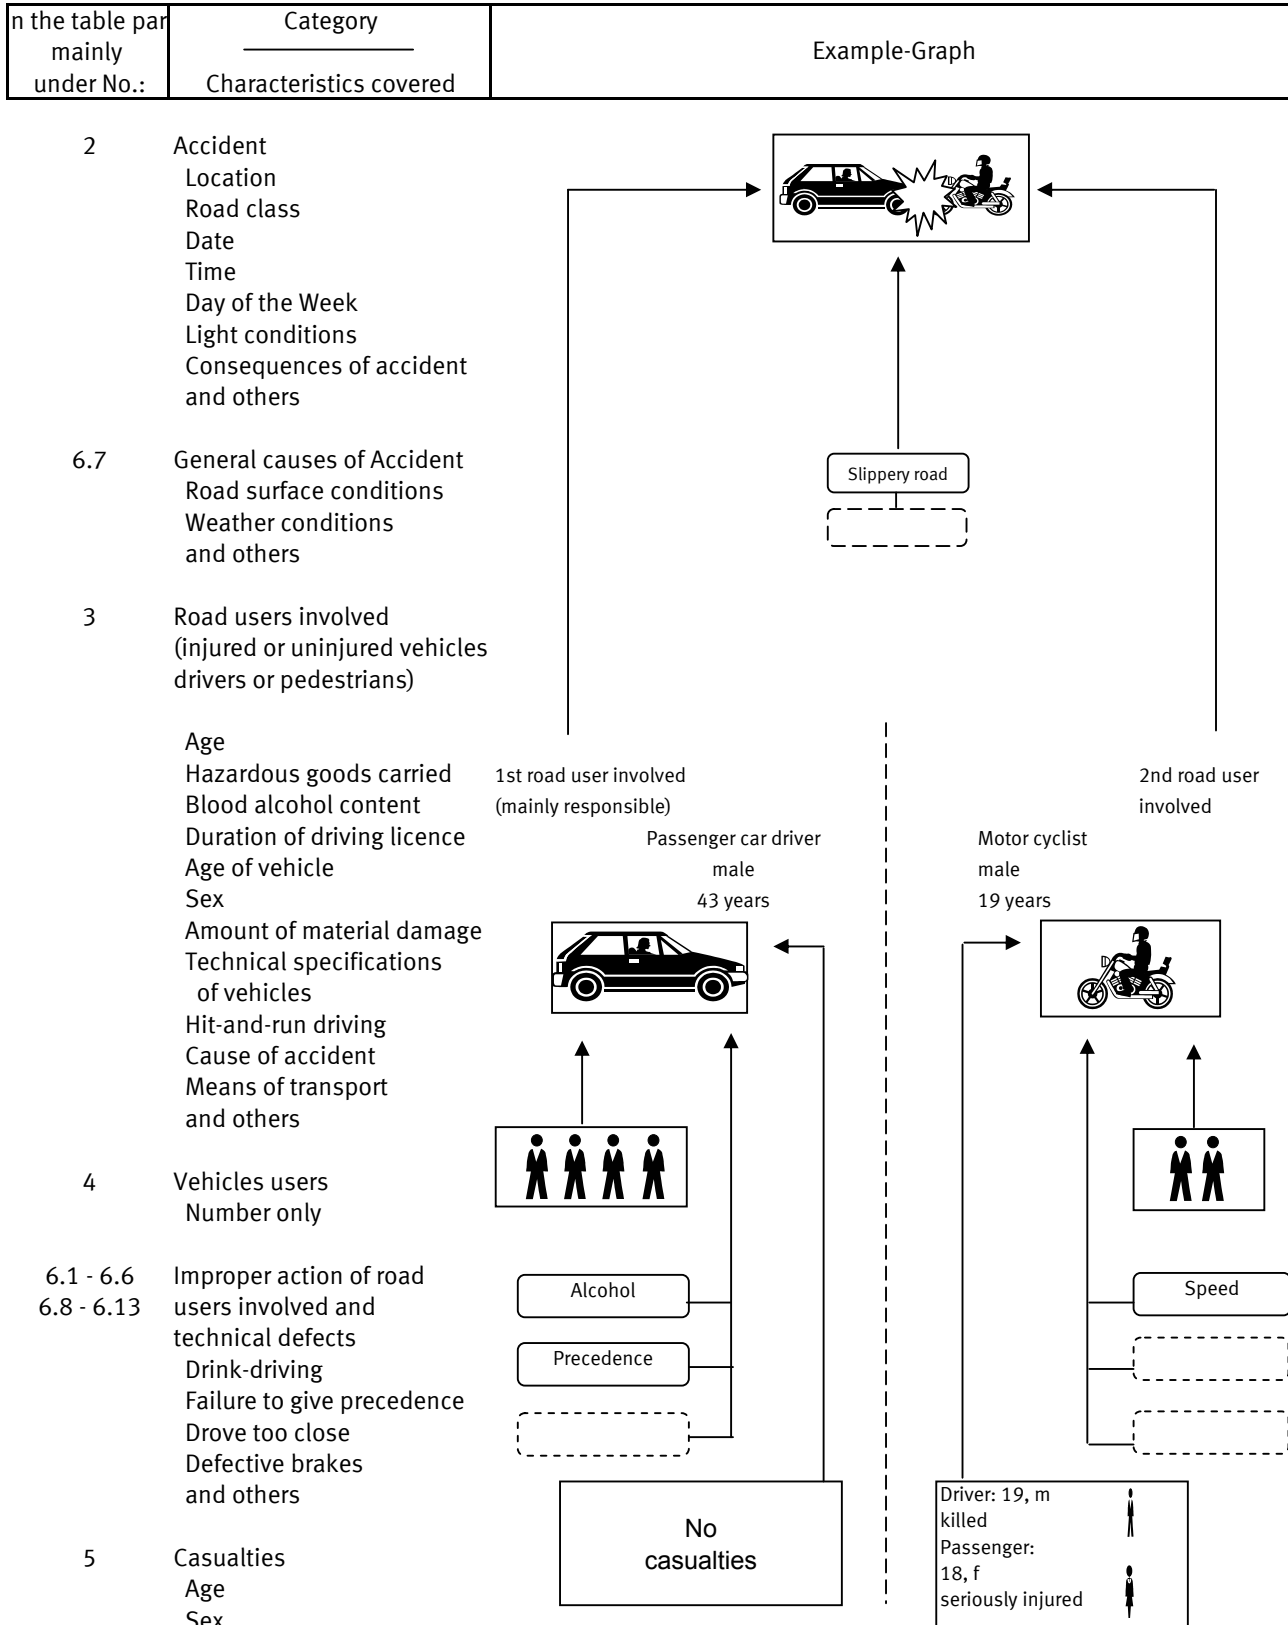 n the table par
mainly
under No.:
Category
Characteristics covered
Example-Graph
2 Accident
Location
Road class
Date
Time
Day of the Week
Light conditions
Consequences of accident
and others
6.7 General causes of Accident
Road surface conditions
Weather conditions
and others
Slippery road
3 Road users involved
(injured or uninjured vehicles
drivers or pedestrians)
Age
Hazardous goods carried
Blood alcohol content
Duration of driving licence
Age of vehicle
Sex
Amount of material damage
Technical specifications
of vehicles
Hit-and-run driving
Cause of accident
Means of transport
and others
1st road user involved
(mainly responsible)
Passenger car driver
male
43 years
2nd road user
involved
Motor cyclist
male
19 years
4 Vehicles users
Number only
6.1 - 6.6 Improper action of road
6.8 - 6.13 users involved and
technical defects
Drink-driving
Failure to give precedence
Drove too close
Defective brakes
and others
Alcohol
Precedence
Speed
No
casualties
Driver: 19, m
killed
Passenger:
18, f
seriously injured
5 Casualties
Age
Sex